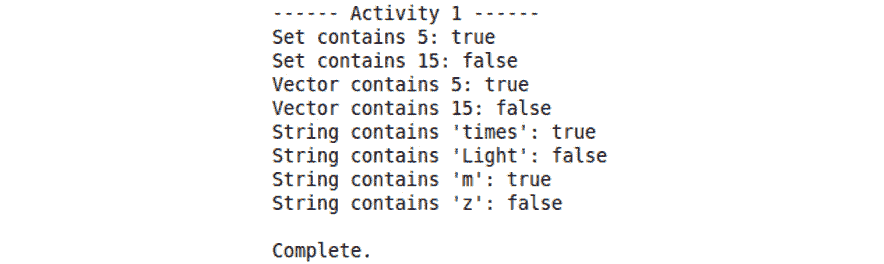 ------ Activity 1 ------
Set contains 5: true
Set contains 15: false
Vector contains 5: true
Vector contains 15: false
String contains 'times': true
String contains 'Light': false
String contains 'm': true
String contains 'z': false
Complete.